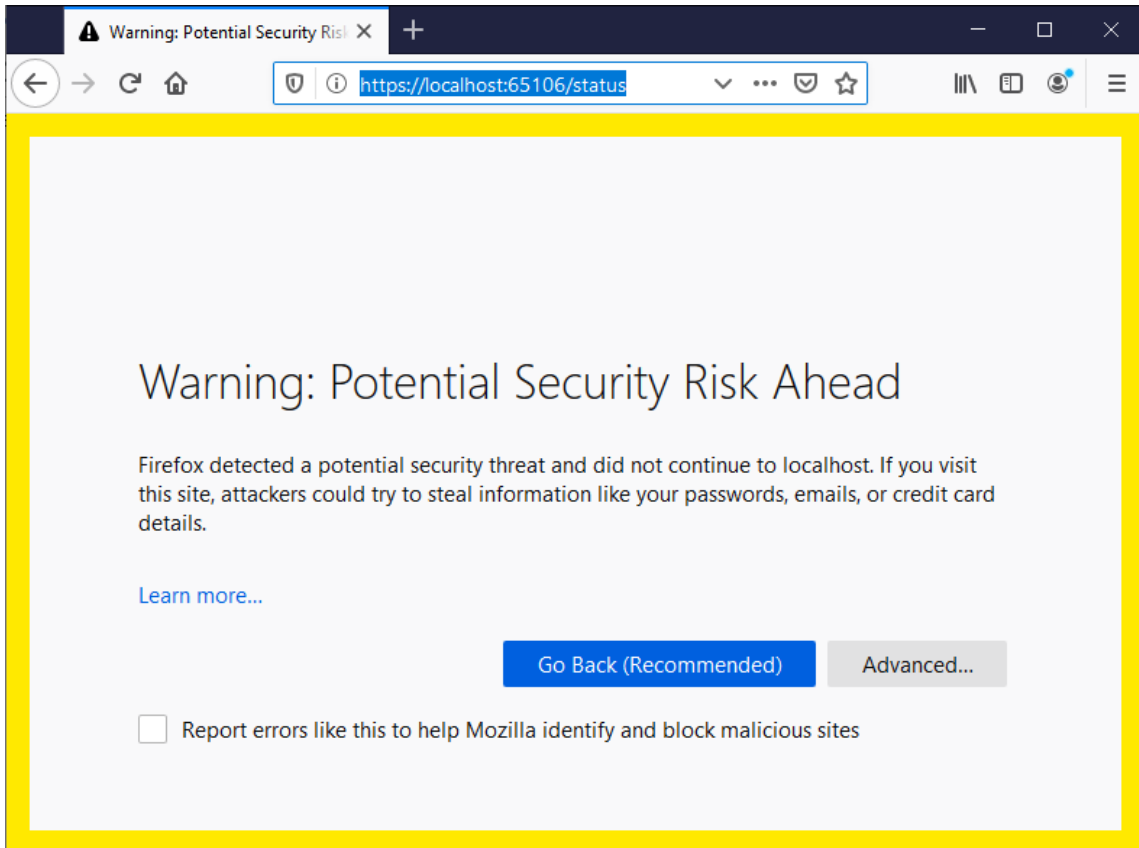 Warning: Potential Security Ris
https://localhost:65106/status
Warning: Potential Security Risk Ahead
Firefox detected a potential security threat and did not continue to localhost. If you visit
this site, attackers could try to steal information like your passwords, emails, or credit card
details.
Learn more...
Go Back (Recommended)
Advanced...
Report errors like this to help Mozilla identify and block malicious sites